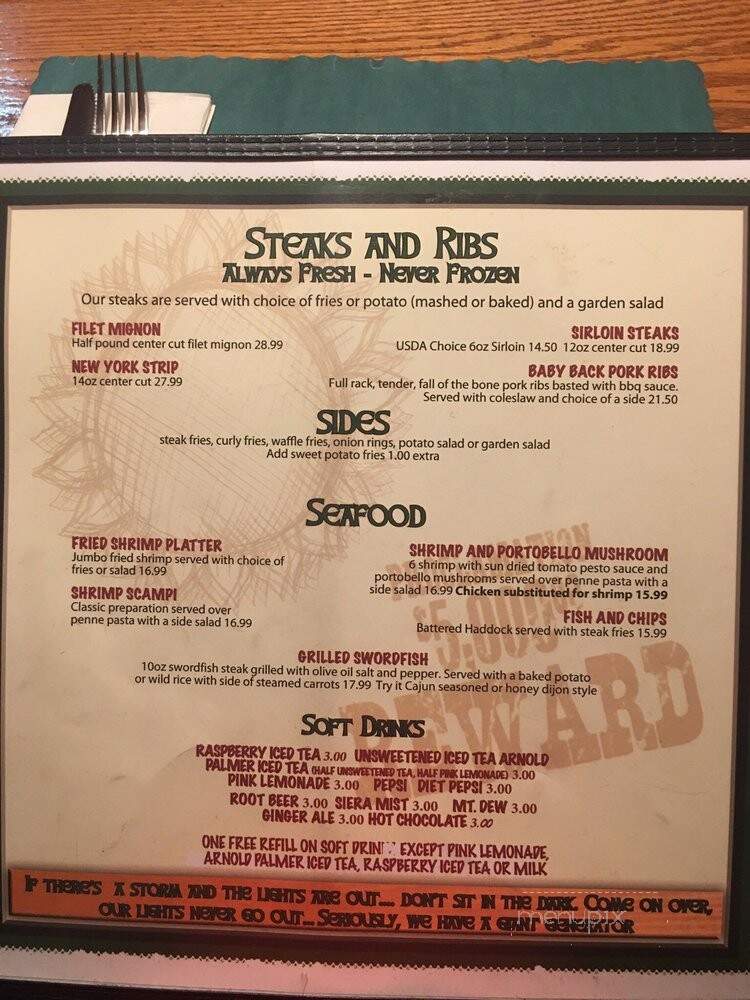 STEAKS AND RIBS
ALWAYS FRESH - NEVER FROZEN
Our steaks are served with choice of fries or potato (mashed or baked) and a garden salad
FILET MIGNON
Half pound center cut filet mignon 28.99
NEW YORK STRIP
14oz center cut 27.99
SIRLOIN STEAKS
USDA Choice 6oz Sirloin 14.50 12oz center cut 18.99
BABY BACK PORK RIBS
Full rack, tender, fall of the bone pork ribs basted with bbq sauce.
Served with coleslaw and choice of a side 21.50
SIDES
steak fries, curly fries, waffle fries, onion rings, potato salad or garden salad
Add sweet potato fries 1.00 extra
SEAFOOD
FRIED SHRIMP PLATTER
Jumbo fried shrimp served with choice of
fries or salad 16.99
SHRIMP SCAMPI
Classic preparation served over
penne pasta with a side salad 16.99
SHRIMP AND PORTOBELLO MUSHROOM
6 shrimp with sun dried tomato pesto sauce and
portobello mushrooms served over penne pasta with a
side salad 16.99 Chicken substituted for shrimp 15.99
FISH AND CHIPS
Battered Haddock served with steak fries 15.99
GRILLED SWORDFISH
10oz swordfish steak grilled with olive oil salt and pepper. Served with a baked potato
or wild rice with side of steamed carrots 17.99 Try it Cajun seasoned or honey dijon style
REWARD
SOFT DRINKS
RASPBERRY ICED TEA 3.00 UNSWEETENED ICED TEA ARNOLD
PALMER ICED TEA (HALF UNSWEETENED TEA, HALF PINK LEMONADE) 3.00
PINK LEMONADE 3.00 PEPSI DIET PEPSI 3.00
ROOT BEER 3.00 SIERA MIST 3.00 MT. DEW 3.00
GINGER ALE 3.00 HOT CHOCOLATE 3.00
ONE FREE REFILL ON SOFT EXCEPT PINK LEMONADE,
ARNOLD PALMER ICED TEA, RASPBERRY ICED TEA OR MILK
IF THERE'S A STORM AND THE LIGHTS ARE OUT.... DON'T SIT IN THE DARK. COME ON OVER,
OUR LIGHTS NEVER GO OUT... SERIOUSLY, WE HAVE A GIANT GENERATOR
menupix